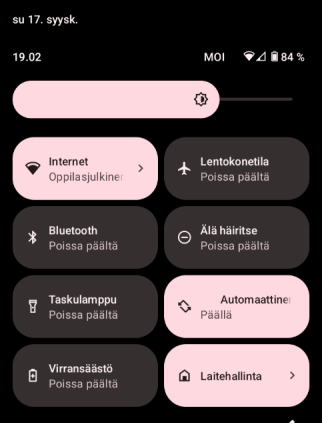 su 17. syysk.
19.02 MOI 84 %
Internet
Oppilasjulkiner
Lentokonetila
Poissa päältä
Bluetooth
Poissa päältä
Älä häiritse
Poissa päältä
Taskulamppu
Poissa päältä
Automaattiner
Päällä
Virransäästö
Poissa päältä
Laitehallinta